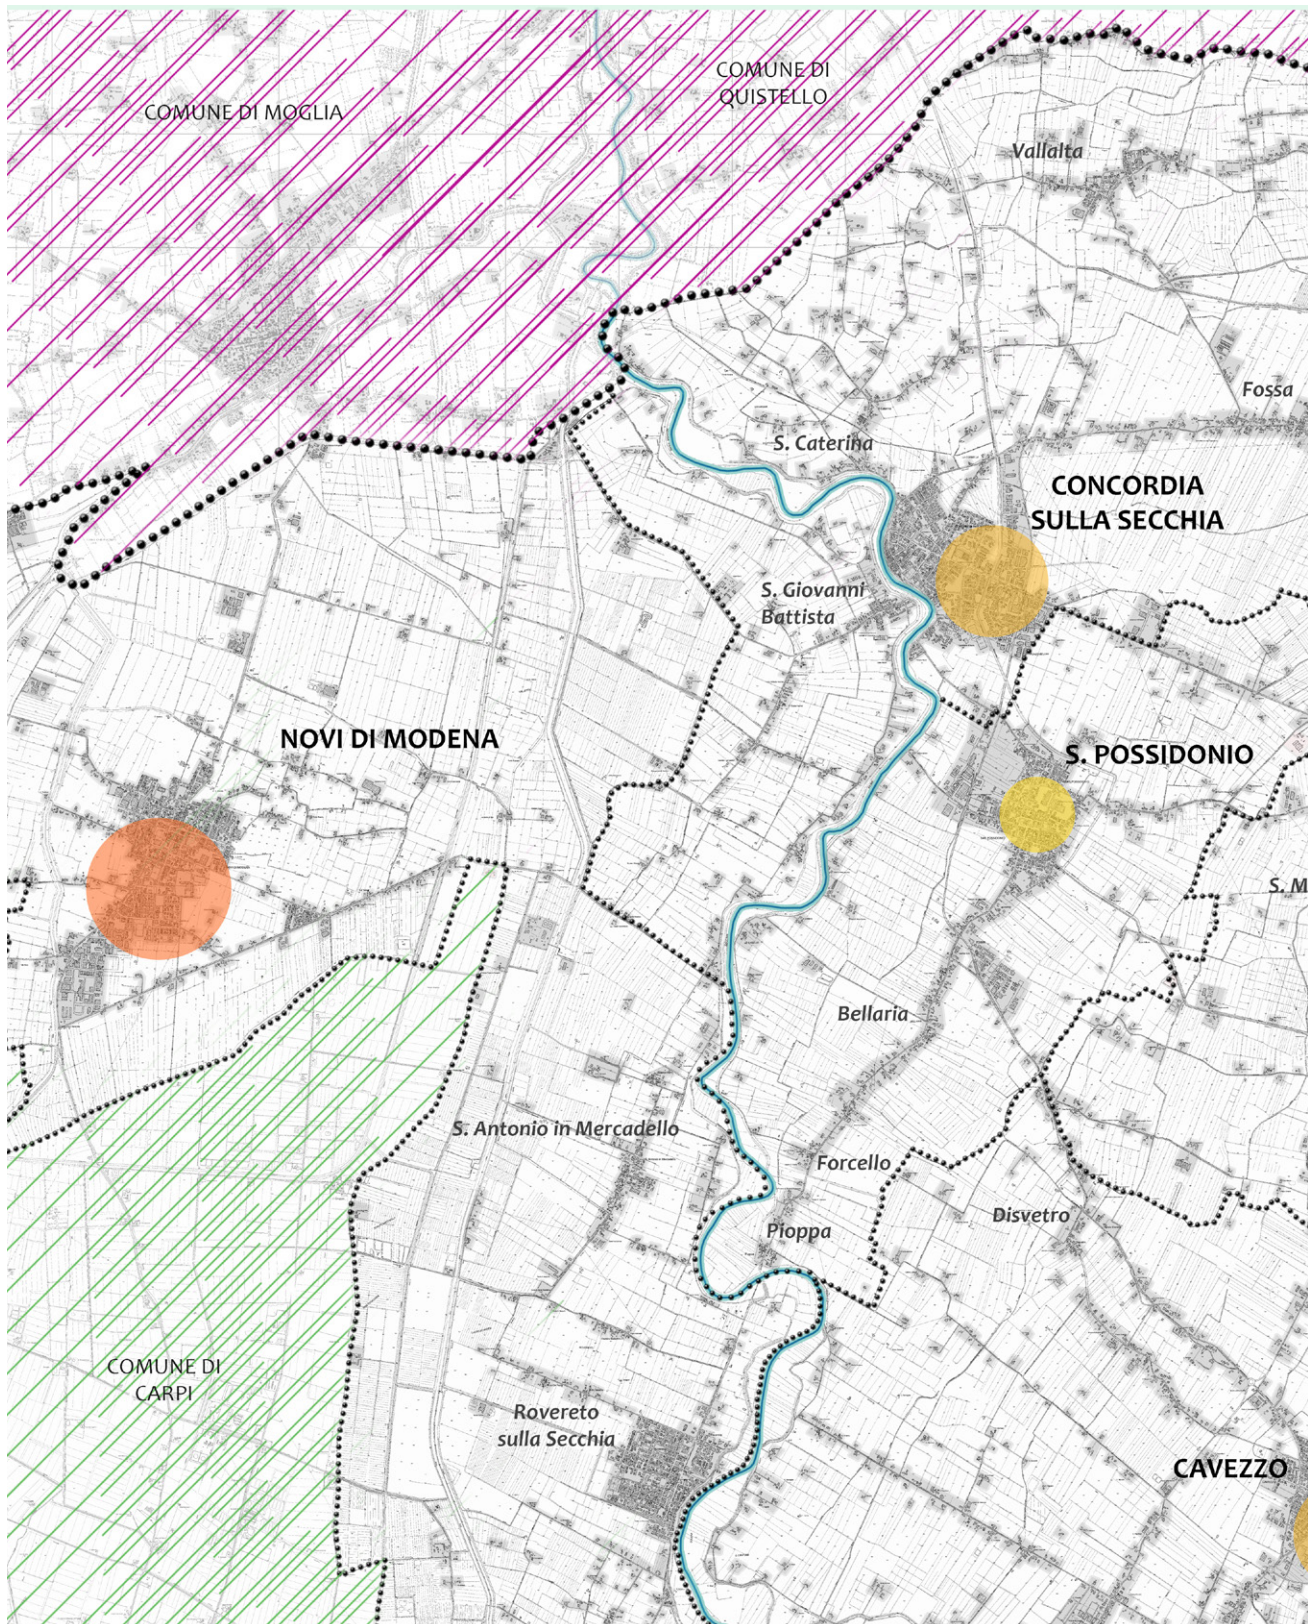 COMUNE DI
QUISTELLO
COMUNE DI MOGLIA
Vallalta
Fossa
S. Caterina
CONCORDIA
SULLA SECCHIA
S. Giovanni
Battista
NOVI DI MODENA
S. POSSIDONIO
S. M
Bellaria
S. Antonio in Mercadello
Forcello
Disvetro
Pioppa
COMUNE DI
CARPI
Rovereto
sulla Secchia
CAVEZZO